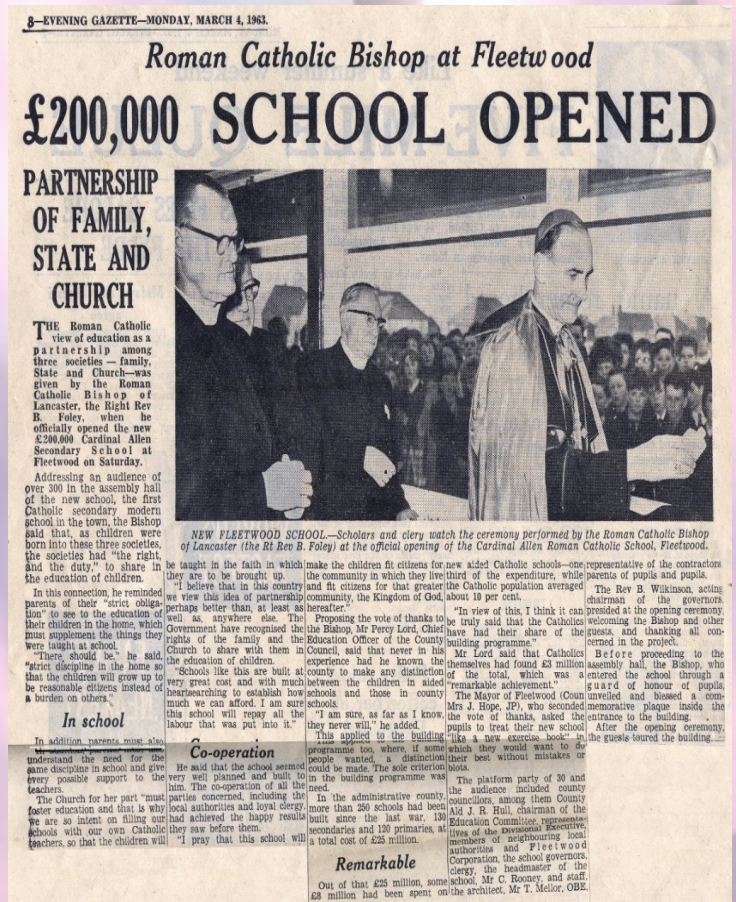 8—EVENING GAZETTE—MONDAY, MARCH 4, 1963.
Roman Catholic Bishop at Fleetwood
£200,000 SCHOOL OPENED
PARTNERSHIP
OF FAMILY,
STATE AND
CHURCH
THE Roman Catholic
view of education as a
partnership among
three societies — family,
State and Church—was
given by the Roman
Catholic Bishop of
Lancaster, the Right Rev
B. Foley, when he
officially opened the new
£200,000 Cardinal Allen
Secondary School at
Fleetwood on Saturday.
Addressing an audience of
over 300 in the assembly hall
of the new school, the first
Catholic secondary modern
school in the town, the Bishop
said that, as children were
born into these three societies,
the societies had "the right,
and the duty," to share in
the education of children.
In this connection, he reminded
parents of their "strict obliga-
tion" to see to the education of
their children in the home, which
must supplement the things they
were taught at school.
"There should be," he said,
"strict discipline in the home so
that the children will grow up to
be reasonable citizens instead of
a burden on others."
In school
In addition, parents must also
understand the need for the
same discipline in school and give
every possible support to the
teachers.
The Church for her part "must
foster education and that is why
we are so intent on filling our
schools with our own Catholic
teachers, so that the children will
NEW FLEETWOOD SCHOOL.—Scholars and clery watch the ceremony performed by the Roman Catholic Bishop
of Lancaster (the Rt Rev B. Foley) at the official opening of the Cardinal Allen Roman Catholic School, Fleetwood.
be taught in the faith in which
they are to be brought up.
"I believe that in this country
we view this idea of partnership
perhaps better than, at least as
well as, anywhere else. The
Government have recognised the
rights of the family and the
Church to share with them in
the education of children.
"Schools like this are built at
very great cost and with much
heartsearching to establish how
much we can afford. I am sure
this school will repay all the
labour that was put into it."
Co-operation
He said that the school seemed
very well planned and built to
him. The co-operation of all the
parties concerned, including the
local authorities and loyal clergy,
had achieved the happy results
they saw before them.
"I pray that this school will
make the children fit citizens for
the community in which they live
and fit citizens for that greater
community, the Kingdom of God,
hereafter."
Proposing the vote of thanks to
the Bishop, Mr Percy Lord, Chief
Education Officer of the County
Council, said that never in his
experience had he known the
county to make any distinction
between the children in aided
schools and those in county
schools.
"I am sure, as far as I know,
they never will," he added.
This applied to the building
programme too, where, if some
people wanted, a distinction
could be made. The sole criterion
in the building programme was
need.
In the administrative county,
more than 250 schools had been
built since the last war, 130
secondaries and 120 primaries, at
a total cost of £25 million.
Remarkable
Out of that £25 million, some
£8 million had been spent on
new aided Catholic schools—one
third of the expenditure, while
the Catholic population averaged
about 10 per cent.
"In view of this, I think it can
be truly said that the Catholics
have had their share of the
building programme."
Mr Lord said that Catholics
themselves had found £3 million
of the total, which was a
"remarkable achievement."
The Mayor of Fleetwood (Coun
Mrs J. Hope, JP), who seconded
the vote of thanks, asked the
pupils to treat their new school
"like a new exercise book" in
which they would want to do
their best without mistakes or
blots.
The platform party of 30 and
the audience included county
councillors, among them County
Ald J. R. Hull, chairman of the
Education Committee, representa-
tives of the Divisional Executive,
members of neighbouring local
authorities and Fleetwood
Corporation, the school governors,
clergy, the headmaster of the
school, Mr C. Rooney, and staff,
the architect, Mr T. Mellor, OBE,
representative of the contractors
parents of pupils and pupils.
The Rev B. Wilkinson, acting
chairman of the governors,
presided at the opening ceremony,
welcoming the Bishop and other
guests, and thanking all con-
cerned in the project.
Before proceeding to the
assembly hall, the Bishop, who
entered the school through a
guard of honour of pupils,
unveiled and blessed a com-
memorative plaque inside the
entrance to the building.
After the opening ceremony,
the guests toured the building.